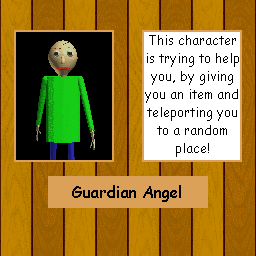 This character
is trying to help
you, by giving
you an item and
teleporting you
to a random
place!
Guardian Angel